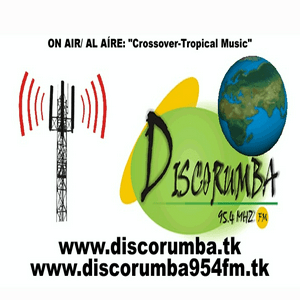 ON AIR/ AL AÍRE: "Crossover-Tropical Music"
DISCORUMBA
95.4 MHZ FM
www.discorumba.tk
www.discorumba954fm.tk